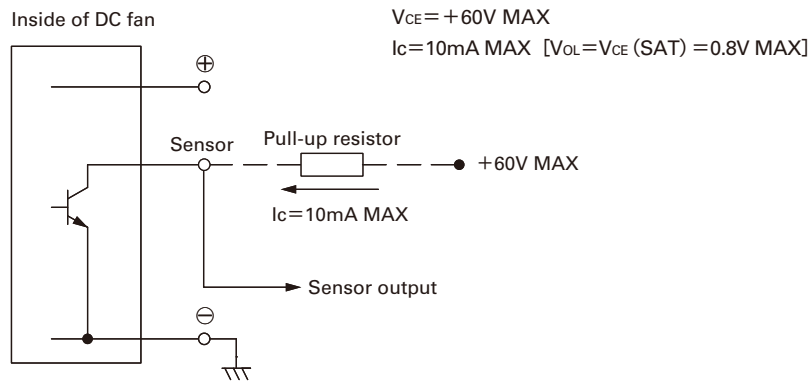 Inside of DC fan
VCE=+60V MAX
Ic=10mA MAX [VOL=VCE (SAT) =0.8V MAX]
⊕
Sensor
Pull-up resistor
+60V MAX
Ic=10mA MAX
Sensor output
⊖